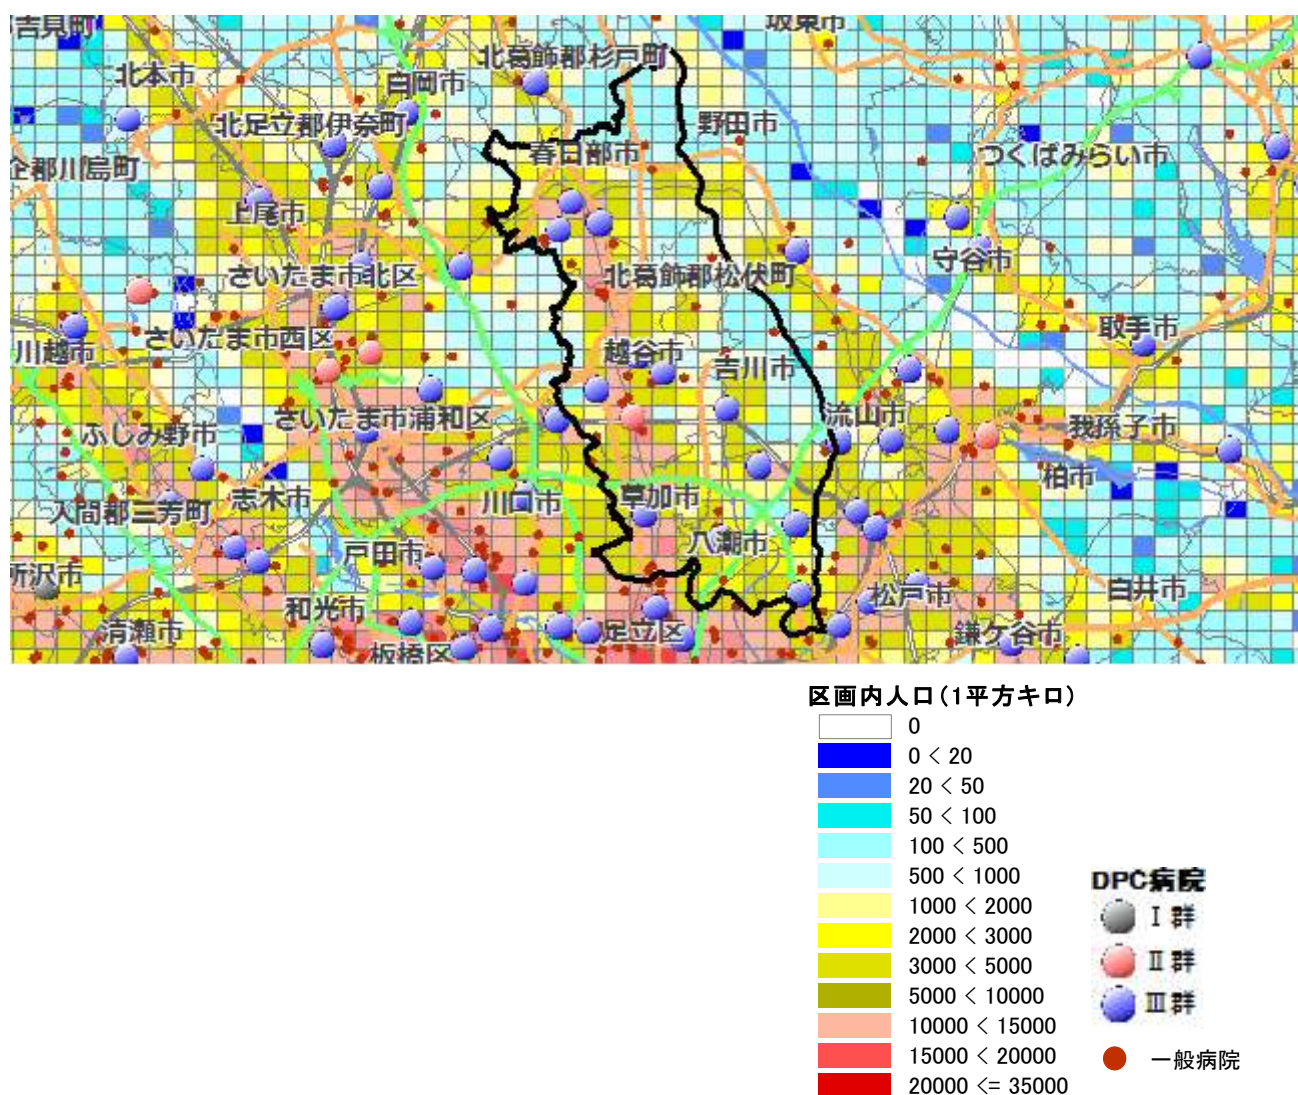 吉見町
坂東市
北葛飾郡杉戸町
北本市
白岡市
北足立郡伊奈町
野田市
春日部市
つくばみらい市
企郡川島町
上尾市
守谷市
さいたま市北区
北葛飾郡松伏町
取手市
さいたま市西区
川越市
越谷市
吉川市
さいたま市浦和区
流山市
我孫子市
ふじみ野市
柏市
志木市
川口市
草加市
入間郡三芳町
戸田市
八潮市
所沢市
和光市
松戸市
白井市
清瀬市
足立区
鎌ケ谷市
板橋区
区画内人口(1平方キロ)
0
0 < 20
20 < 50
50 < 100
100 < 500
500 < 1000
1000 < 2000
2000 < 3000
3000 < 5000
5000 < 10000
10000 < 15000
15000 < 20000
20000 <= 35000
DPC病院
Ⅰ群
Ⅱ群
Ⅲ群
一般病院